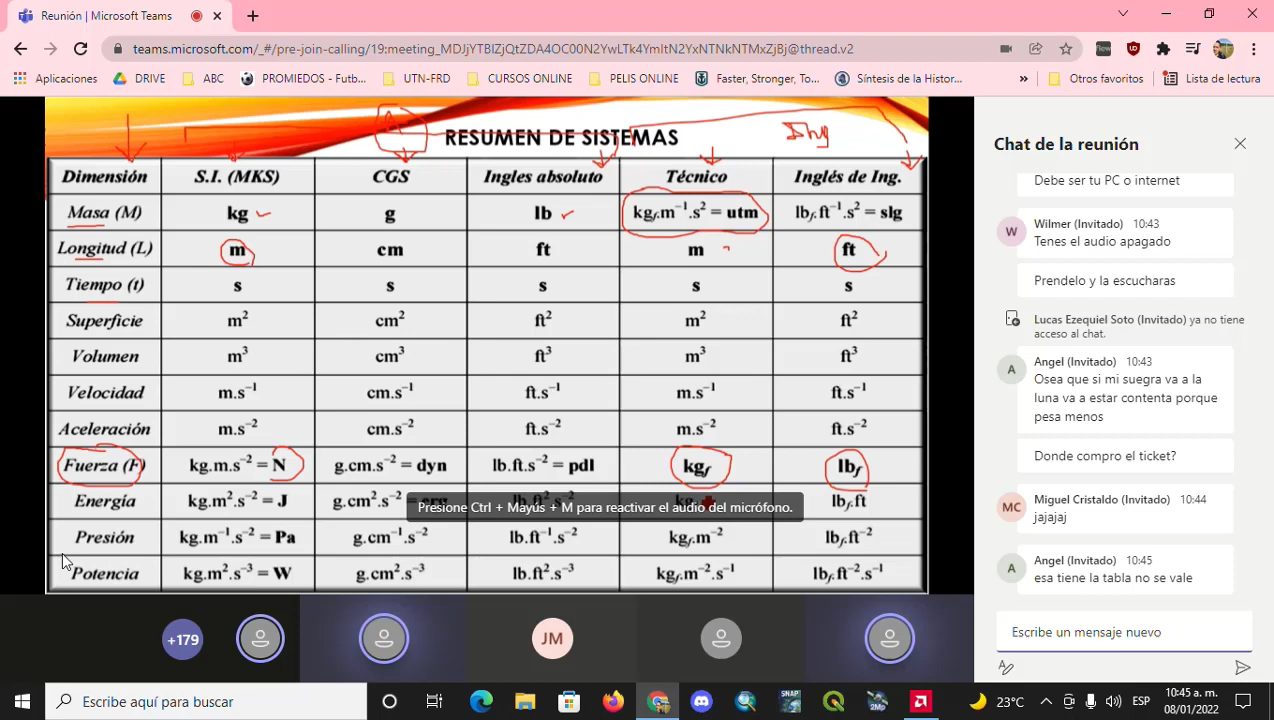 Reunión | Microsoft Teams
teams.microsoft.com/_#/pre-join-calling/19:meeting_MDJjYTBlZjQtZDA4OC00N2YwLTk4YmItN2YxNTNkNTMxZjBj@thread.v2
Aplicaciones DRIVE ABC PROMIEDOS - Futb... UTN-FRD CURSOS ONLINE PELIS ONLINE Faster, Stronger, To... Síntesis de la Histor... » Otros favoritos Lista de lectura
RESUMEN DE SISTEMAS
Dimensión S.I. (MKS) CGS Ingles absoluto Técnico Inglés de Ing.
Masa (M) kg g lb kgf.m⁻¹.s² = utm lbf.ft⁻¹.s² = slg
Longitud (L) m cm ft m ft
Tiempo (t) s s s s s
Superficie m² cm² ft² m² ft²
Volumen m³ cm³ ft³ m³ ft³
Velocidad m.s⁻¹ cm.s⁻¹ ft.s⁻¹ m.s⁻¹ ft.s⁻¹
Aceleración m.s⁻² cm.s⁻² ft.s⁻² m.s⁻² ft.s⁻²
Fuerza (F) kg.m.s⁻² = N g.cm.s⁻² = dyn lb.ft.s⁻² = pdl kgf lbf
Energía kg.m².s⁻² = J g.cm².s⁻² = erg lb.ft².s⁻² lbf.ft
Presione Ctrl + Mayús + M para reactivar el audio del micrófono.
Presión kg.m⁻¹.s⁻² = Pa g.cm⁻¹.s⁻² lb.ft⁻¹.s⁻² kgf.m⁻² lbf.ft⁻²
Potencia kg.m².s⁻³ = W g.cm².s⁻³ lb.ft².s⁻³ kgf.m⁻².s⁻¹ lbf.ft⁻².s⁻¹
+179
JM
Chat de la reunión
Debe ser tu PC o internet
W
Wilmer (Invitado) 10:43
Tenes el audio apagado
Prendelo y la escucharas
Lucas Ezequiel Soto (Invitado) ya no tiene
acceso al chat.
A
Angel (Invitado) 10:43
Osea que si mi suegra va a la
luna va a estar contenta porque
pesa menos
Donde compro el ticket?
MC
Miguel Cristaldo (Invitado) 10:44
jajajaj
A
Angel (Invitado) 10:45
esa tiene la tabla no se vale
Escribe un mensaje nuevo
Escribe aquí para buscar
23°C
ESP
10:45 a. m.
08/01/2022